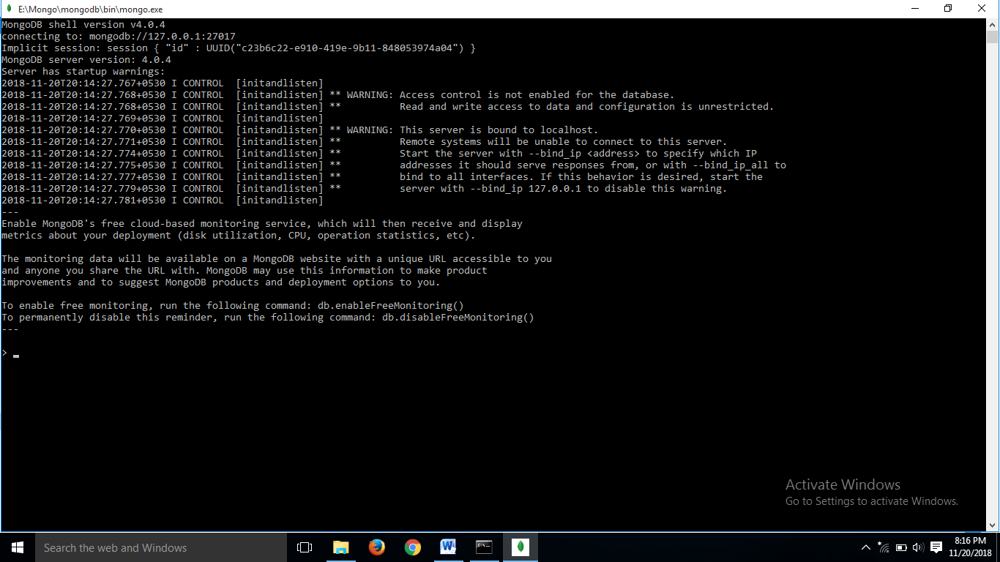 E:\Mongo\mongodb\bin\mongo.exe
MongoDB shell version v4.0.4
connecting to: mongodb://127.0.0.1:27017
Implicit session: session { "id" : UUID("c23b6c22-e910-419e-9b11-848053974a04") }
MongoDB server version: 4.0.4
Server has startup warnings:
2018-11-20T20:14:27.767+0530 I CONTROL  [initandlisten]
2018-11-20T20:14:27.768+0530 I CONTROL  [initandlisten] ** WARNING: Access control is not enabled for the database.
2018-11-20T20:14:27.768+0530 I CONTROL  [initandlisten] **          Read and write access to data and configuration is unrestricted.
2018-11-20T20:14:27.769+0530 I CONTROL  [initandlisten]
2018-11-20T20:14:27.770+0530 I CONTROL  [initandlisten] ** WARNING: This server is bound to localhost.
2018-11-20T20:14:27.771+0530 I CONTROL  [initandlisten] **          Remote systems will be unable to connect to this server.
2018-11-20T20:14:27.774+0530 I CONTROL  [initandlisten] **          Start the server with --bind_ip <address> to specify which IP
2018-11-20T20:14:27.775+0530 I CONTROL  [initandlisten] **          addresses it should serve responses from, or with --bind_ip_all to
2018-11-20T20:14:27.777+0530 I CONTROL  [initandlisten] **          bind to all interfaces. If this behavior is desired, start the
2018-11-20T20:14:27.779+0530 I CONTROL  [initandlisten] **          server with --bind_ip 127.0.0.1 to disable this warning.
2018-11-20T20:14:27.781+0530 I CONTROL  [initandlisten]
---
Enable MongoDB's free cloud-based monitoring service, which will then receive and display
metrics about your deployment (disk utilization, CPU, operation statistics, etc).
The monitoring data will be available on a MongoDB website with a unique URL accessible to you
and anyone you share the URL with. MongoDB may use this information to make product
improvements and to suggest MongoDB products and deployment options to you.
To enable free monitoring, run the following command: db.enableFreeMonitoring()
To permanently disable this reminder, run the following command: db.disableFreeMonitoring()
---
> _
Activate Windows
Go to Settings to activate Windows.
Search the web and Windows
8:16 PM
11/20/2018